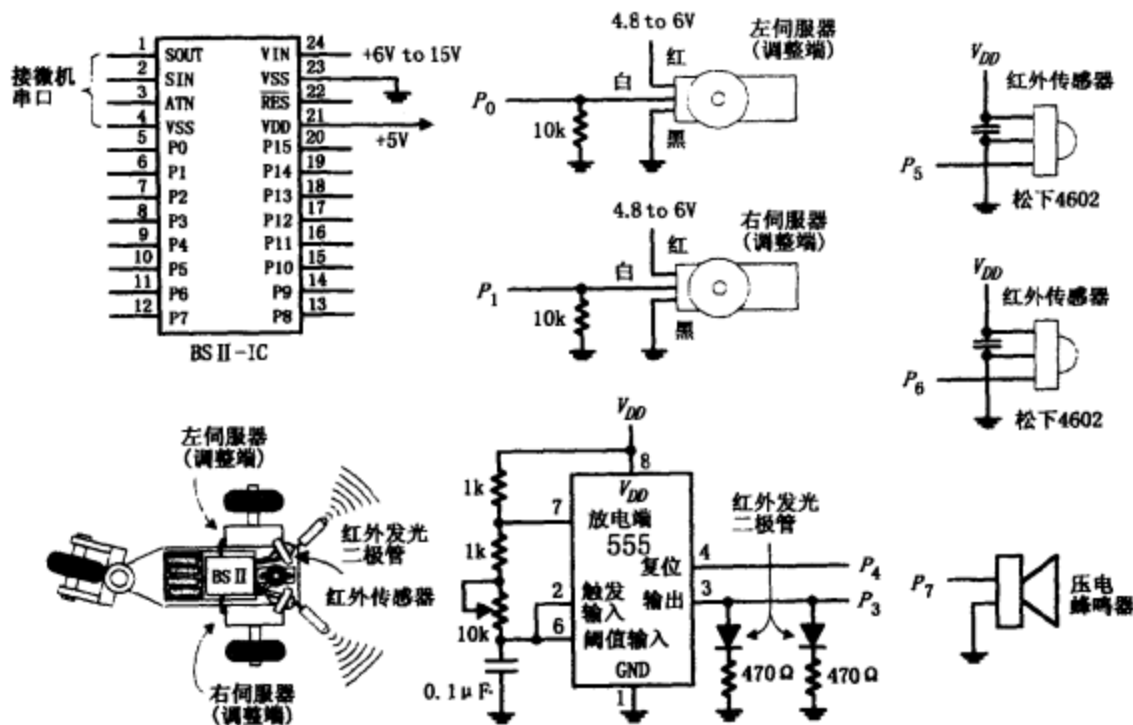 接微机
串口
1 SOUT VIN 24 +6V to 15V
2 SIN VSS 23
3 ATN RES 22
4 VSS VDD 21 +5V
5 P0 P15 20
6 P1 P14 19
7 P2 P13 18
8 P3 P12 17
9 P4 P11 16
10 P5 P10 15
11 P6 P9 14
12 P7 P8 13
BSⅡ-IC
4.8 to 6V
左伺服器
(调整端)
红
白
黑
P0
10k
4.8 to 6V
右伺服器
(调整端)
红
白
黑
P1
10k
VDD
红外传感器
P5
松下4602
VDD
红外传感器
P6
松下4602
左伺服器
(调整端)
红外发光
二极管
BSⅡ
红外传感器
右伺服器
(调整端)
VDD
8
1k
VDD
7 放电端
555
1k
复位 4 P4
2 触发
输入
输出 3 P3
10k
6 阈值输入
GND
0.1μF
1
红外发光
二极管
470Ω
470Ω
P7
压电
蜂鸣器